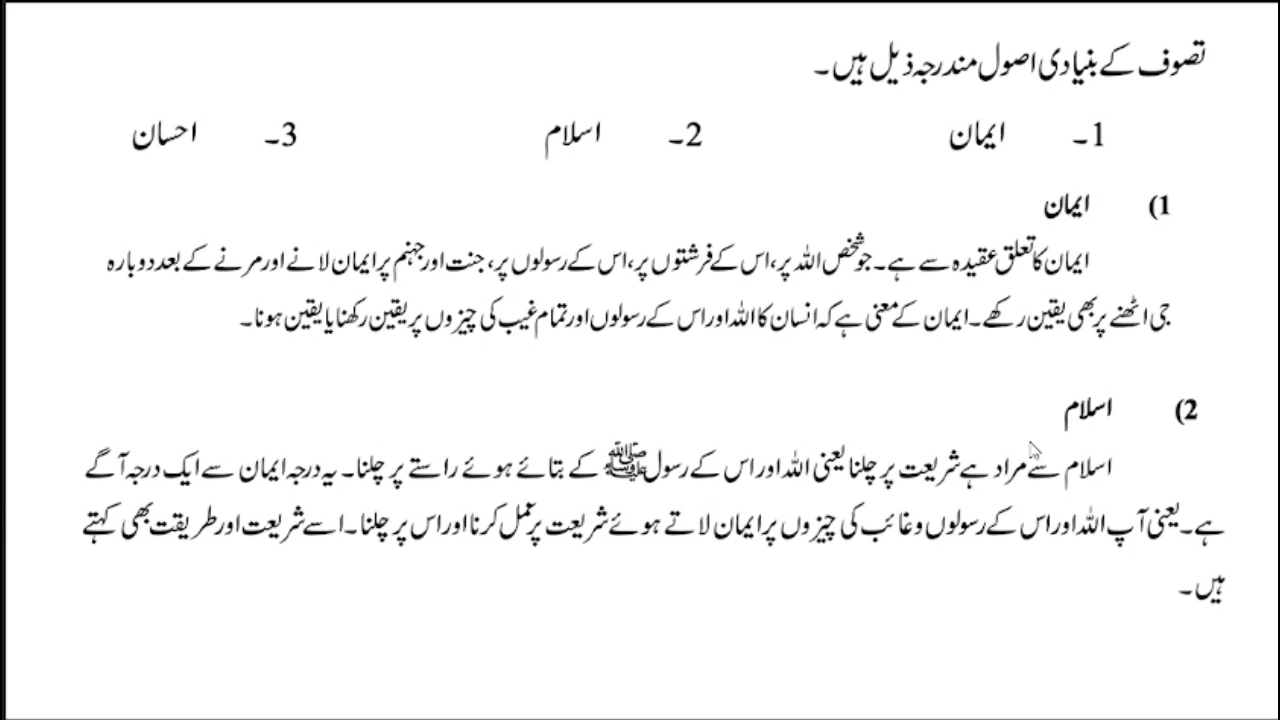 تصوف کے بنیادی اصول مندرجہ ذیل ہیں۔
1۔ ایمان 2۔ اسلام 3۔ احسان
1) ایمان
ایمان کا تعلق عقیدہ سے ہے۔ جو شخص اللہ پر، اس کے فرشتوں پر، اس کے رسولوں پر، جنت اور جہنم پر ایمان لانے اور مرنے کے بعد دوبارہ
جی اٹھنے پر بھی یقین رکھے۔ ایمان کے معنی ہے کہ انسان کا اللہ اور اس کے رسولوں اور تمام غیب کی چیزوں پر یقین رکھنا یا یقین ہونا۔
2) اسلام
اسلام سے مراد ہے شریعت پر چلنا یعنی اللہ اور اس کے رسول ﷺ کے بتائے ہوئے راستے پر چلنا۔ یہ درجہ ایمان سے ایک درجہ آگے
ہے۔ یعنی آپ اللہ اور اس کے رسولوں و غائب کی چیزوں پر ایمان لاتے ہوئے شریعت پر عمل کرنا اور اس پر چلنا۔ اسے شریعت اور طریقت بھی کہتے
ہیں۔